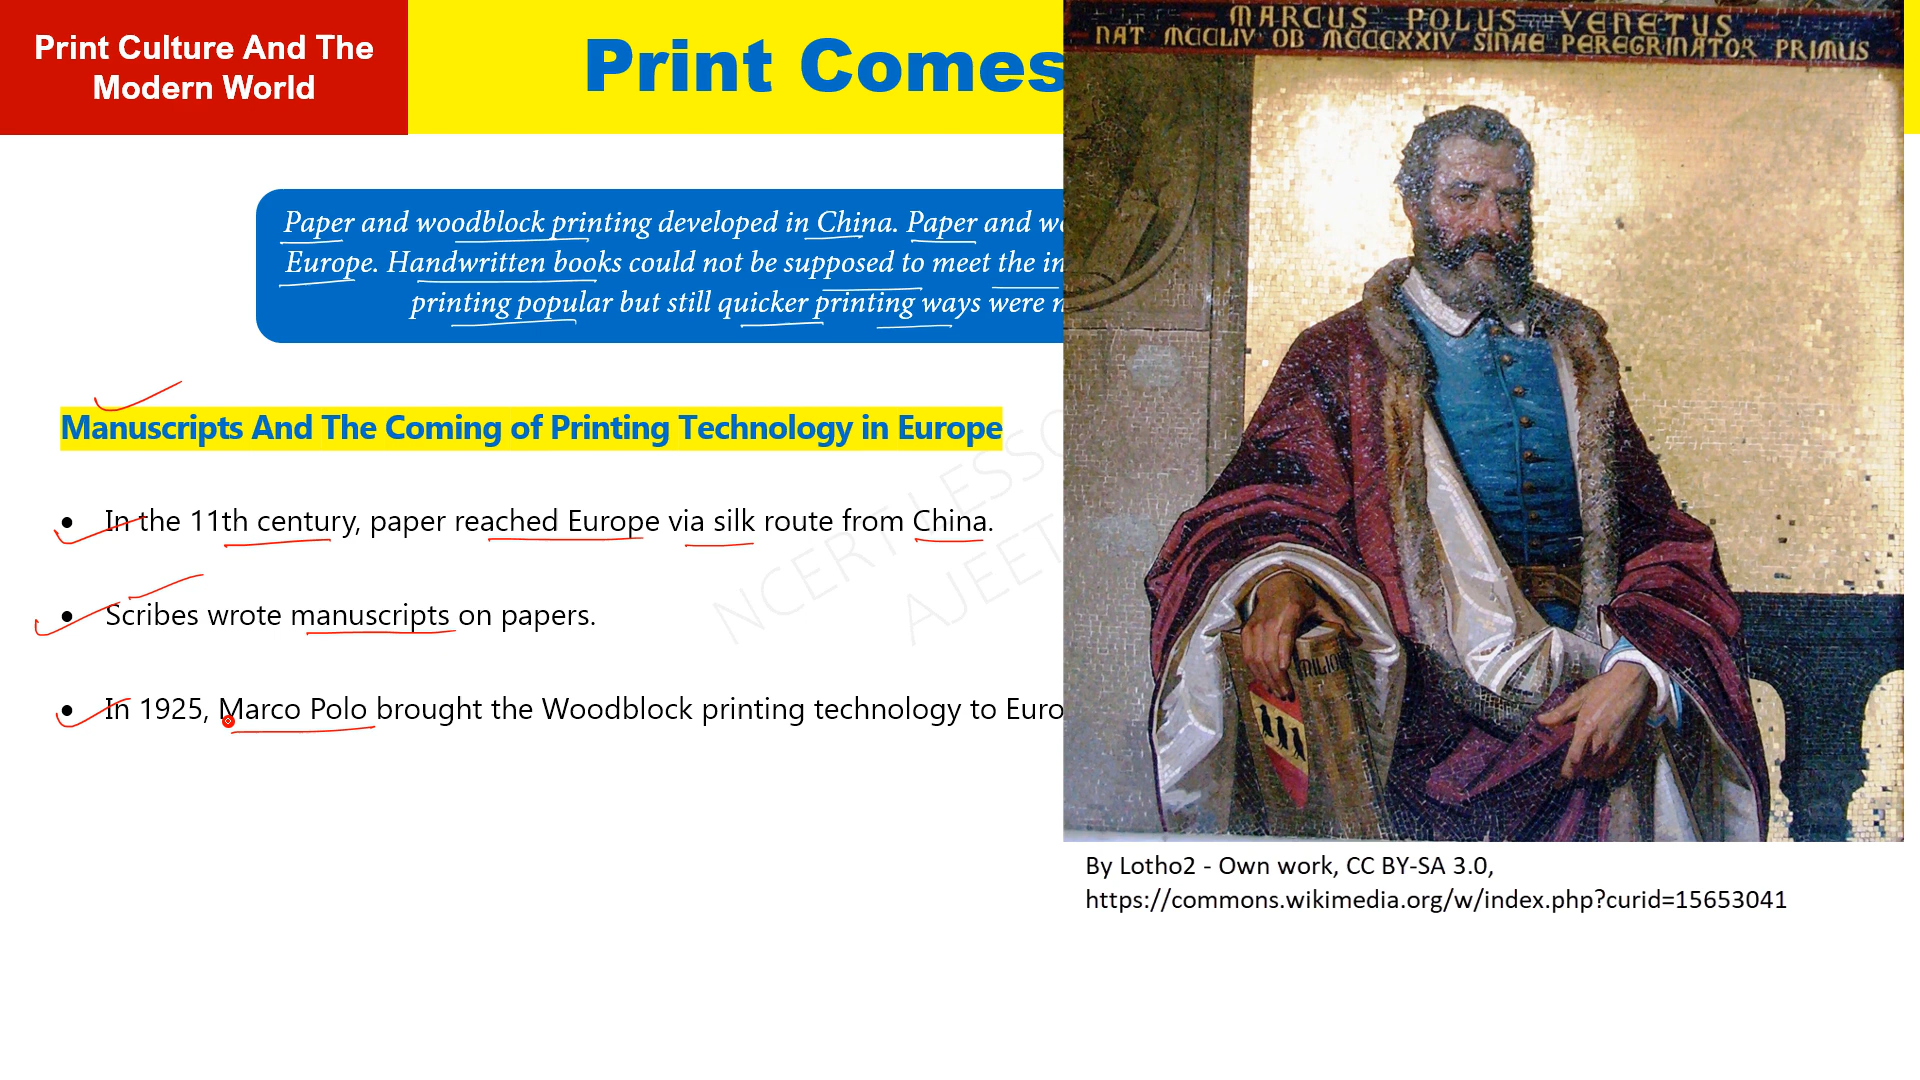 Print Culture And The
Modern World
Print Comes
MARCUS POLUS VENETUS
NAT MCCLIV OB MCCCXXIV SINAE PEREGRINATOR PRIMUS
Paper and woodblock printing developed in China. Paper and
Europe. Handwritten books could not be supposed to meet the
printing popular but still quicker printing ways were
Manuscripts And The Coming of Printing Technology in Europe
• In the 11th century, paper reached Europe via silk route from China.
• Scribes wrote manuscripts on papers.
• In 1925, Marco Polo brought the Woodblock printing technology to
NCERT
AJEET
MILION
By Lotho2 - Own work, CC BY-SA 3.0,
https://commons.wikimedia.org/w/index.php?curid=15653041